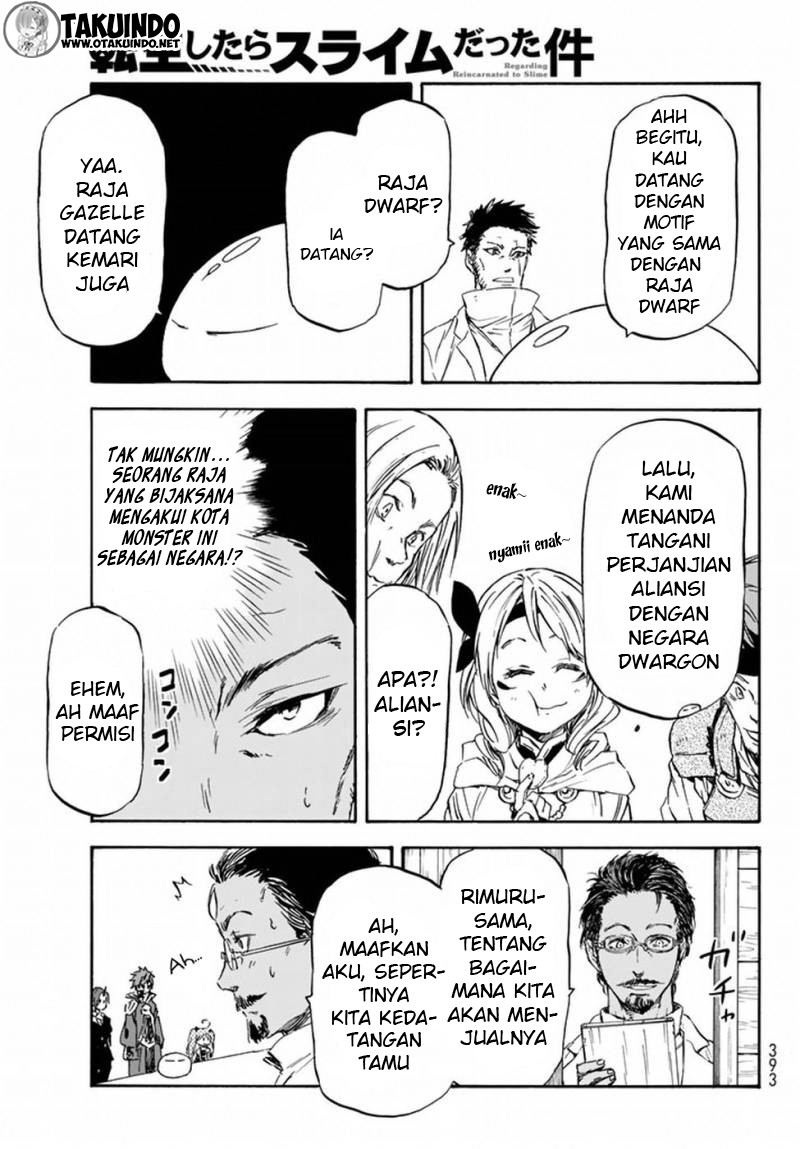 TAKUINDO
WWW.OTAKUINDO.NET
転生したらスライムだった件
Regarding
Reincarnated to Slime
AHH
BEGITU,
KAU
DATANG
DENGAN
MOTIF
YANG SAMA
DENGAN
RAJA
DWARF
RAJA
DWARF?
IA
DATANG?
YAA.
RAJA
GAZELLE
DATANG
KEMARI
JUGA
LALU,
KAMI
MENANDA
TANGANI
PERJANJIAN
ALIANSI
DENGAN
NEGARA
DWARGON
enak~
nyamii enak~
APA?!
ALIAN-
SI?
TAK MUNGKIN...
SEORANG RAJA
YANG BIJAKSANA
MENGAKUI KOTA
MONSTER INI
SEBAGAI NEGARA!?
コンコン
EHEM,
AH MAAF
PERMISI
ガチャ
RIMURU-
SAMA,
TENTANG
BAGAI-
MANA KITA
AKAN MEN-
JUALNYA
AH,
MAAFKAN
AKU, SEPER-
TINYA
KITA KEDA-
TANGAN
TAMU
Ah...
393